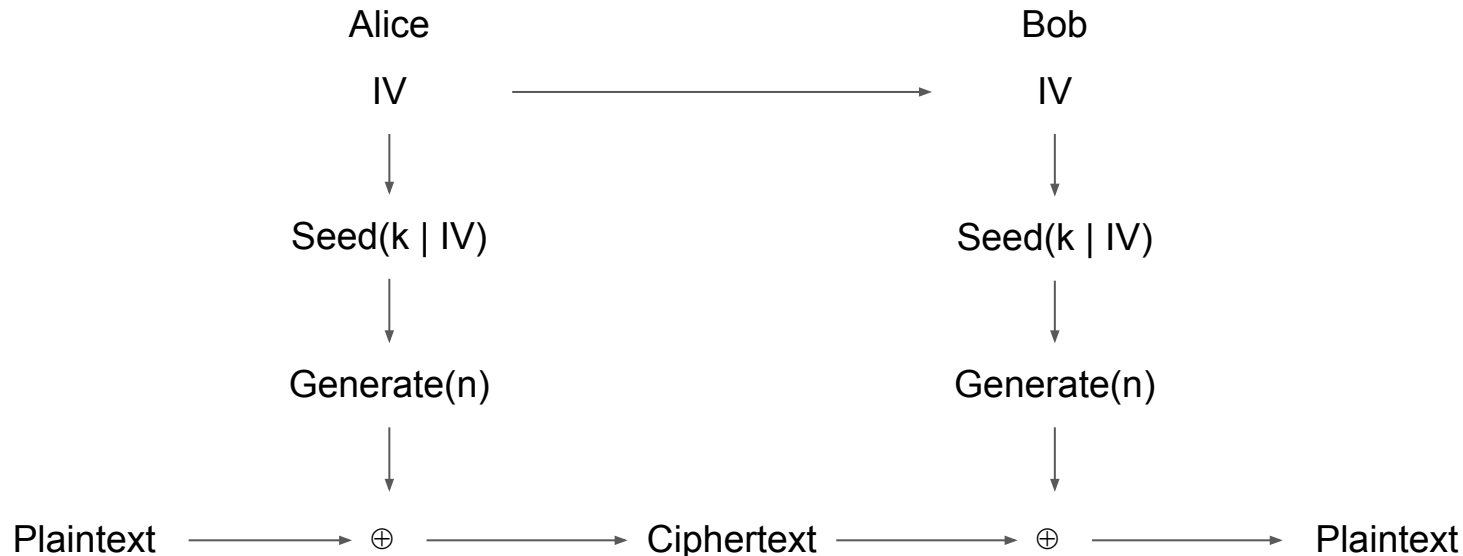 Alice Bob
IV IV
Seed(k | IV) Seed(k | IV)
Generate(n) Generate(n)
Plaintext ⊕ Ciphertext ⊕ Plaintext